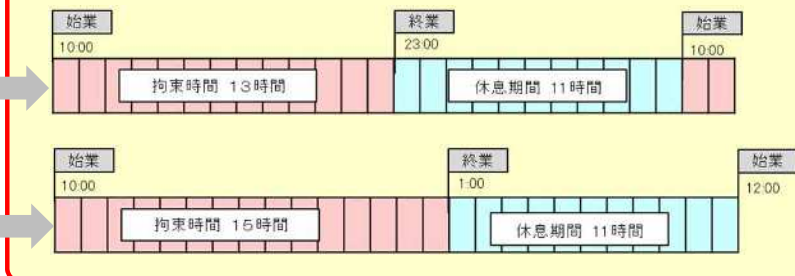 始業 終業 始業
10:00 23:00 10:00
拘束時間 13時間 休息期間 11時間
始業 終業 始業
10:00 1:00 12:00
拘束時間 15時間 休息期間 11時間